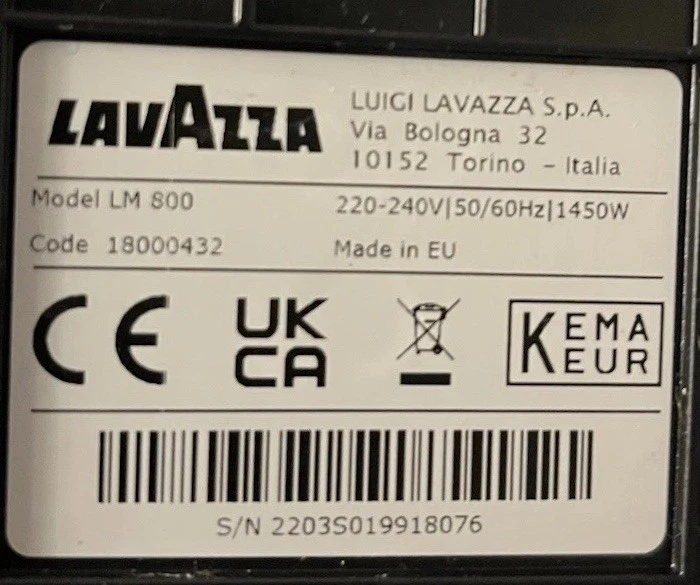 LAVAZZA
LUIGI LAVAZZA S.p.A.
Via Bologna 32
10152 Torino - Italia
Model LM 800
220-240V|50/60Hz|1450W
Code 18000432
Made in EU
CE
UK
CA
KEMA
KEUR
S/N 2203S019918076